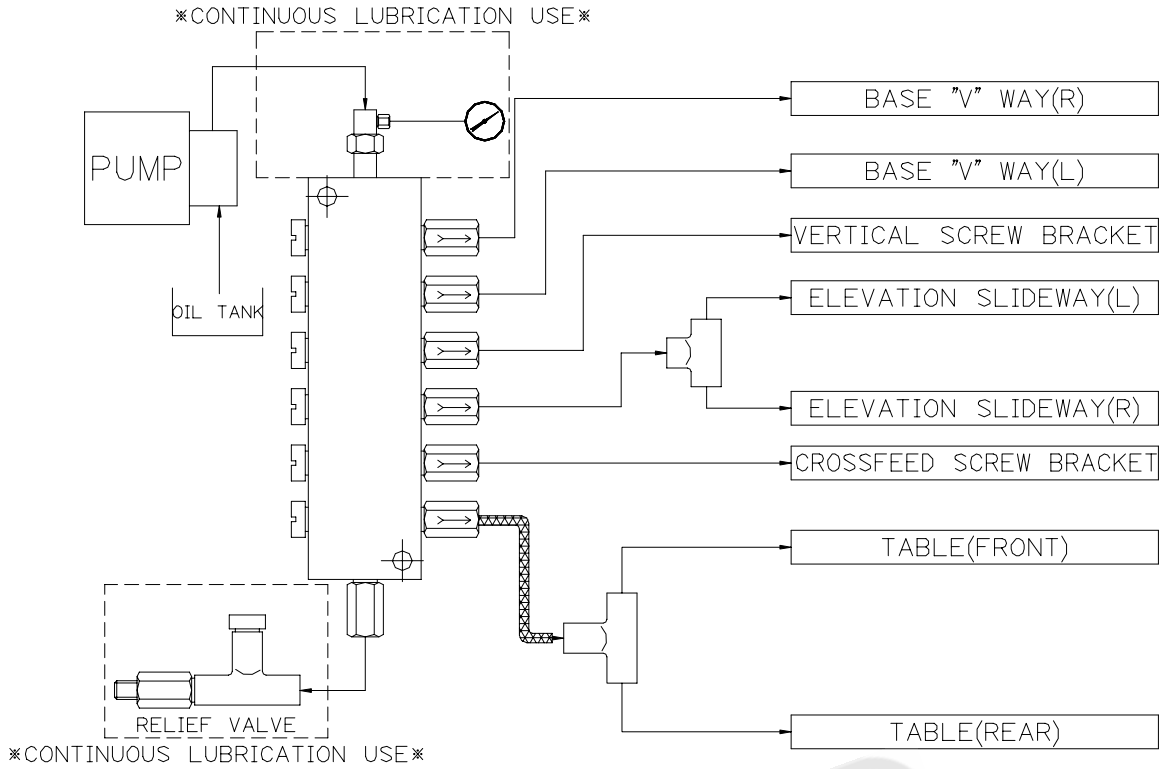 ※CONTINUOUS LUBRICATION USE※
PUMP
OIL TANK
BASE "V" WAY(R)
BASE "V" WAY(L)
VERTICAL SCREW BRACKET
ELEVATION SLIDEWAY(L)
ELEVATION SLIDEWAY(R)
CROSSFEED SCREW BRACKET
TABLE(FRONT)
TABLE(REAR)
RELIEF VALVE
※CONTINUOUS LUBRICATION USE※